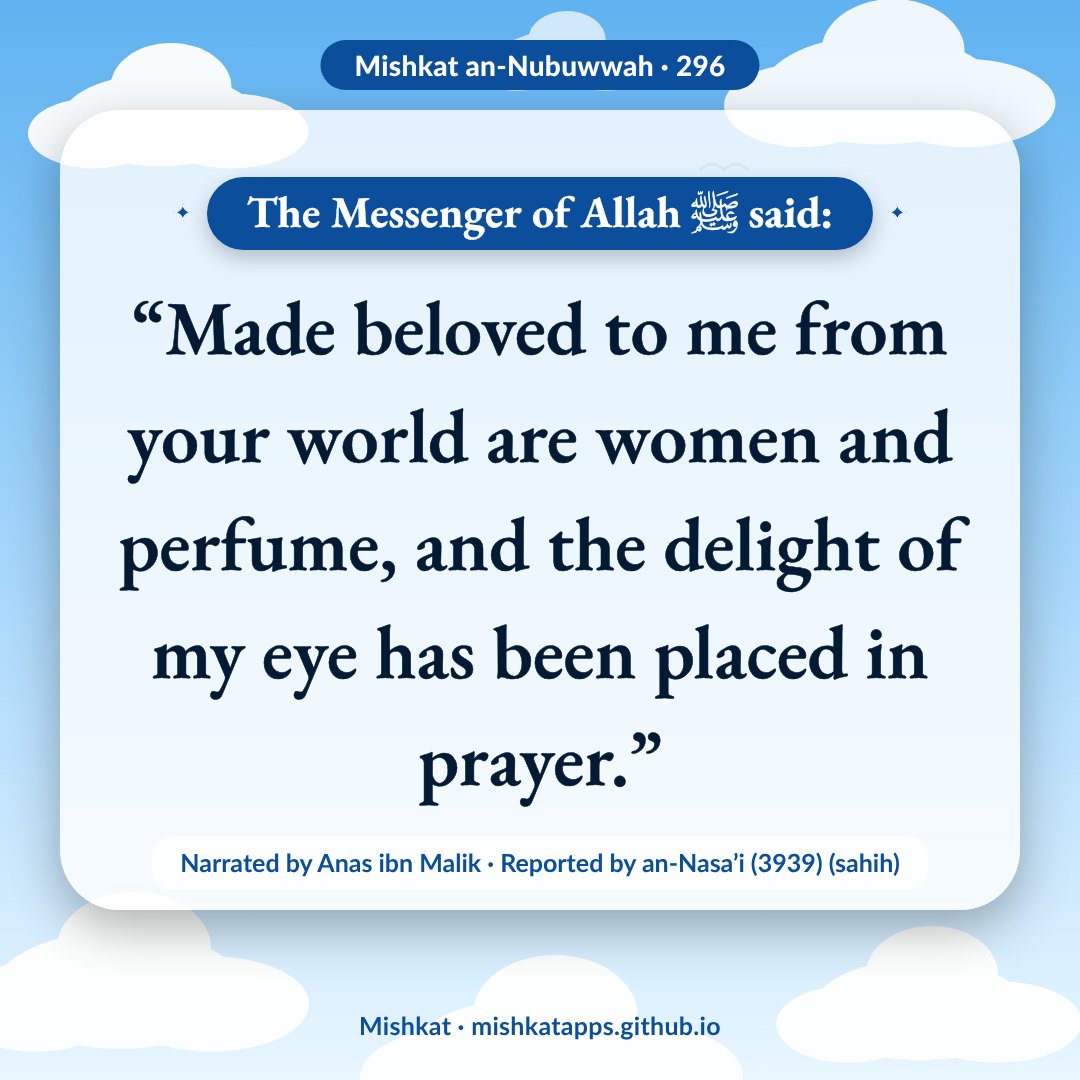 Mishkat an-Nubuwwah · 296
The Messenger of Allah ﷺ said:
“Made beloved to me from
your world are women and
perfume, and the delight of
my eye has been placed in
prayer.”
Narrated by Anas ibn Malik · Reported by an-Nasa’i (3939) (sahih)
Mishkat · mishkatapps.github.io